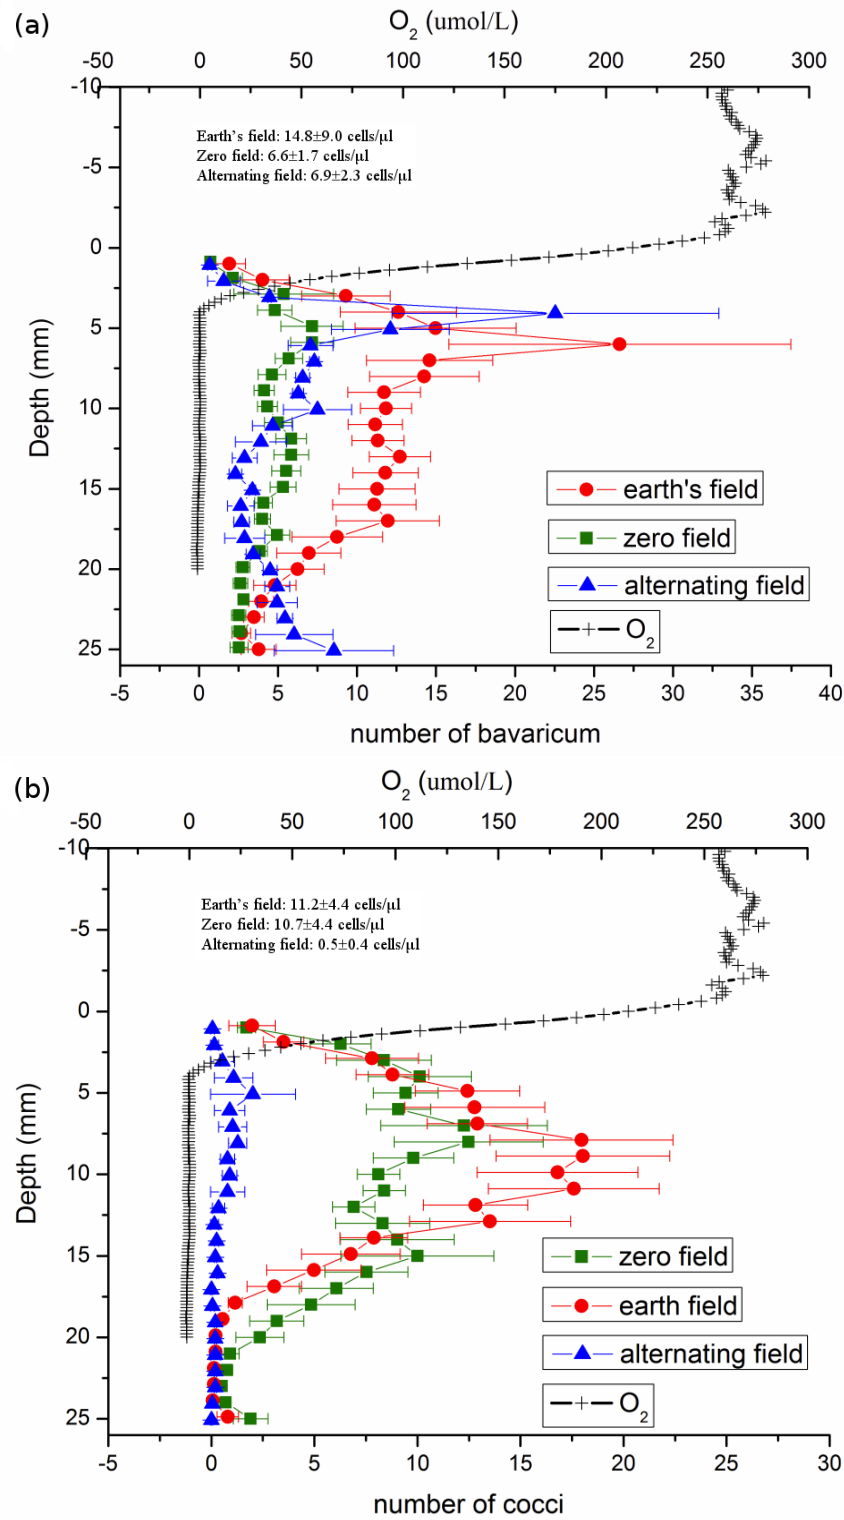 (a)
O2 (umol/L)
-50 0 50 100 150 200 250 300
-10
-5
0
5
10
15
20
25
Depth (mm)
Earth's field: 14.8±9.0 cells/μl
Zero field: 6.6±1.7 cells/μl
Alternating field: 6.9±2.3 cells/μl
earth's field
zero field
alternating field
O2
-5 0 5 10 15 20 25 30 35 40
number of bavaricum
(b)
O2 (umol/L)
-50 0 50 100 150 200 250 300
-10
-5
0
5
10
15
20
25
Depth (mm)
Earth's field: 11.2±4.4 cells/μl
Zero field: 10.7±4.4 cells/μl
Alternating field: 0.5±0.4 cells/μl
zero field
earth field
alternating field
O2
0 5 10 15 20 25 30
number of cocci